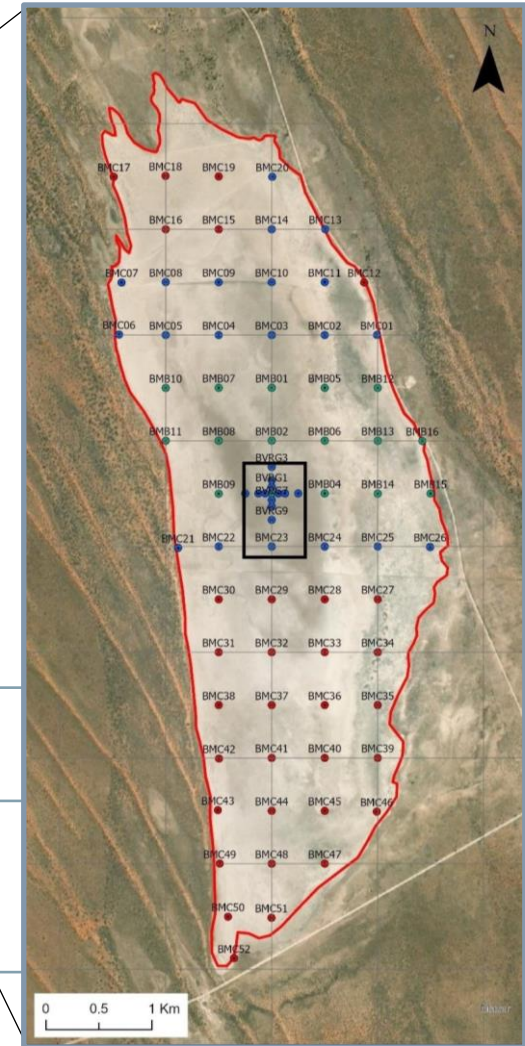 N
BMC17 BMC18 BMC19 BMC20
BMC16 BMC15 BMC14 BMC13
BMC07 BMC08 BMC09 BMC10 BMC11 BMC12
BMC06 BMC05 BMC04 BMC03 BMC02 BMC01
BMB10 BMB07 BMB01 BMB05 BMB12
BMB11 BMB08 BMB02 BMB06 BMB13 BMB16
BVRG3
BVRG1
BMB09 BMB04 BMB14 BMB15
BVRG9
BMC21 BMC22 BMC23 BMC24 BMC25 BMC26
BMC30 BMC29 BMC28 BMC27
BMC31 BMC32 BMC33 BMC34
BMC38 BMC37 BMC36 BMC35
BMC42 BMC41 BMC40 BMC39
BMC43 BMC44 BMC45 BMC46
BMC49 BMC48 BMC47
BMC50 BMC51
BMC52
0 0.5 1 Km